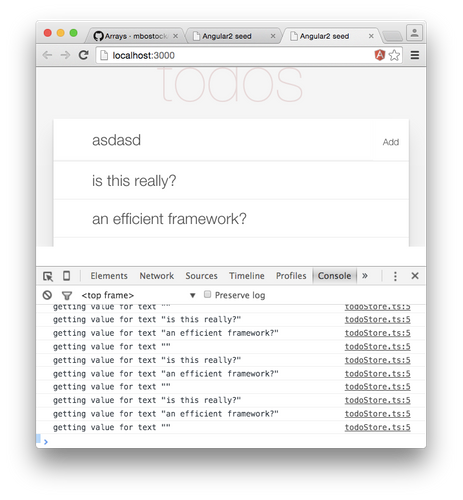 Arrays · mbostock
Angular2 seed
Angular2 seed
localhost:3000
todos
asdasd Add
is this really?
an efficient framework?
Elements Network Sources Timeline Profiles Console »
<top frame> ▼ Preserve log
getting value for text "" todoStore.ts:5
getting value for text "is this really?" todoStore.ts:5
getting value for text "an efficient framework?" todoStore.ts:5
getting value for text "" todoStore.ts:5
getting value for text "is this really?" todoStore.ts:5
getting value for text "an efficient framework?" todoStore.ts:5
getting value for text "" todoStore.ts:5
getting value for text "is this really?" todoStore.ts:5
getting value for text "an efficient framework?" todoStore.ts:5
getting value for text "" todoStore.ts:5
>